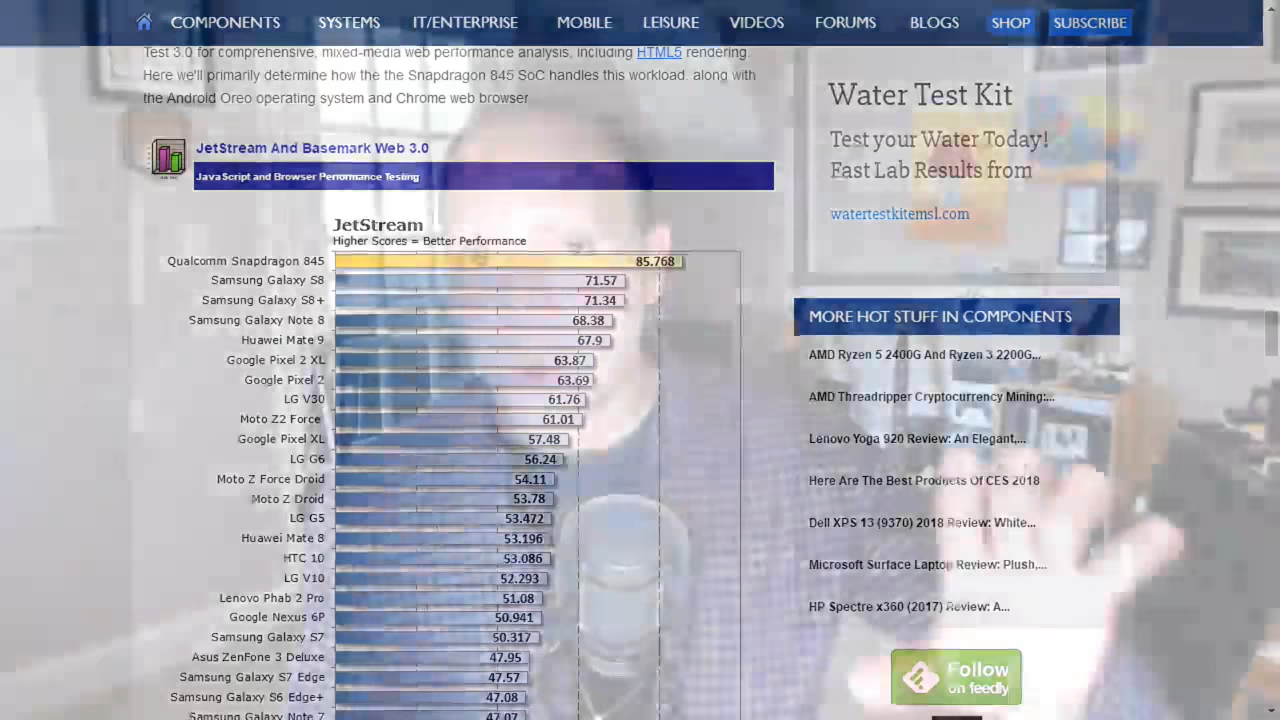 COMPONENTS SYSTEMS IT/ENTERPRISE MOBILE LEISURE VIDEOS FORUMS BLOGS SHOP SUBSCRIBE
Test 3.0 for comprehensive, mixed-media web performance analysis, including HTML5 rendering.
Here we'll primarily determine how the the Snapdragon 845 SoC handles this workload. along with
the Android Oreo operating system and Chrome web browser
JetStream And Basemark Web 3.0
JavaScript and Browser Performance Testing
JetStream
Higher Scores = Better Performance
Qualcomm Snapdragon 845 85.768
Samsung Galaxy S8 71.57
Samsung Galaxy S8+ 71.34
Samsung Galaxy Note 8 68.38
Huawei Mate 9 67.9
Google Pixel 2 XL 63.87
Google Pixel 2 63.69
LG V30 61.76
Moto Z2 Force 61.01
Google Pixel XL 57.48
LG G6 56.24
Moto Z Force Droid 54.11
Moto Z Droid 53.78
LG G5 53.472
Huawei Mate 8 53.196
HTC 10 53.086
LG V10 52.293
Lenovo Phab 2 Pro 51.08
Google Nexus 6P 50.941
Samsung Galaxy S7 50.317
Asus ZenFone 3 Deluxe 47.95
Samsung Galaxy S7 Edge 47.57
Samsung Galaxy S6 Edge+ 47.08
Samsung Galaxy Note 7 47.07
Water Test Kit
Test your Water Today!
Fast Lab Results from
watertestkitemsl.com
MORE HOT STUFF IN COMPONENTS
AMD Ryzen 5 2400G And Ryzen 3 2200G...
AMD Threadripper Cryptocurrency Mining:...
Lenovo Yoga 920 Review: An Elegant,...
Here Are The Best Products Of CES 2018
Dell XPS 13 (9370) 2018 Review: White...
Microsoft Surface Laptop Review: Plush,...
HP Spectre x360 (2017) Review: A...
Follow
on feedly